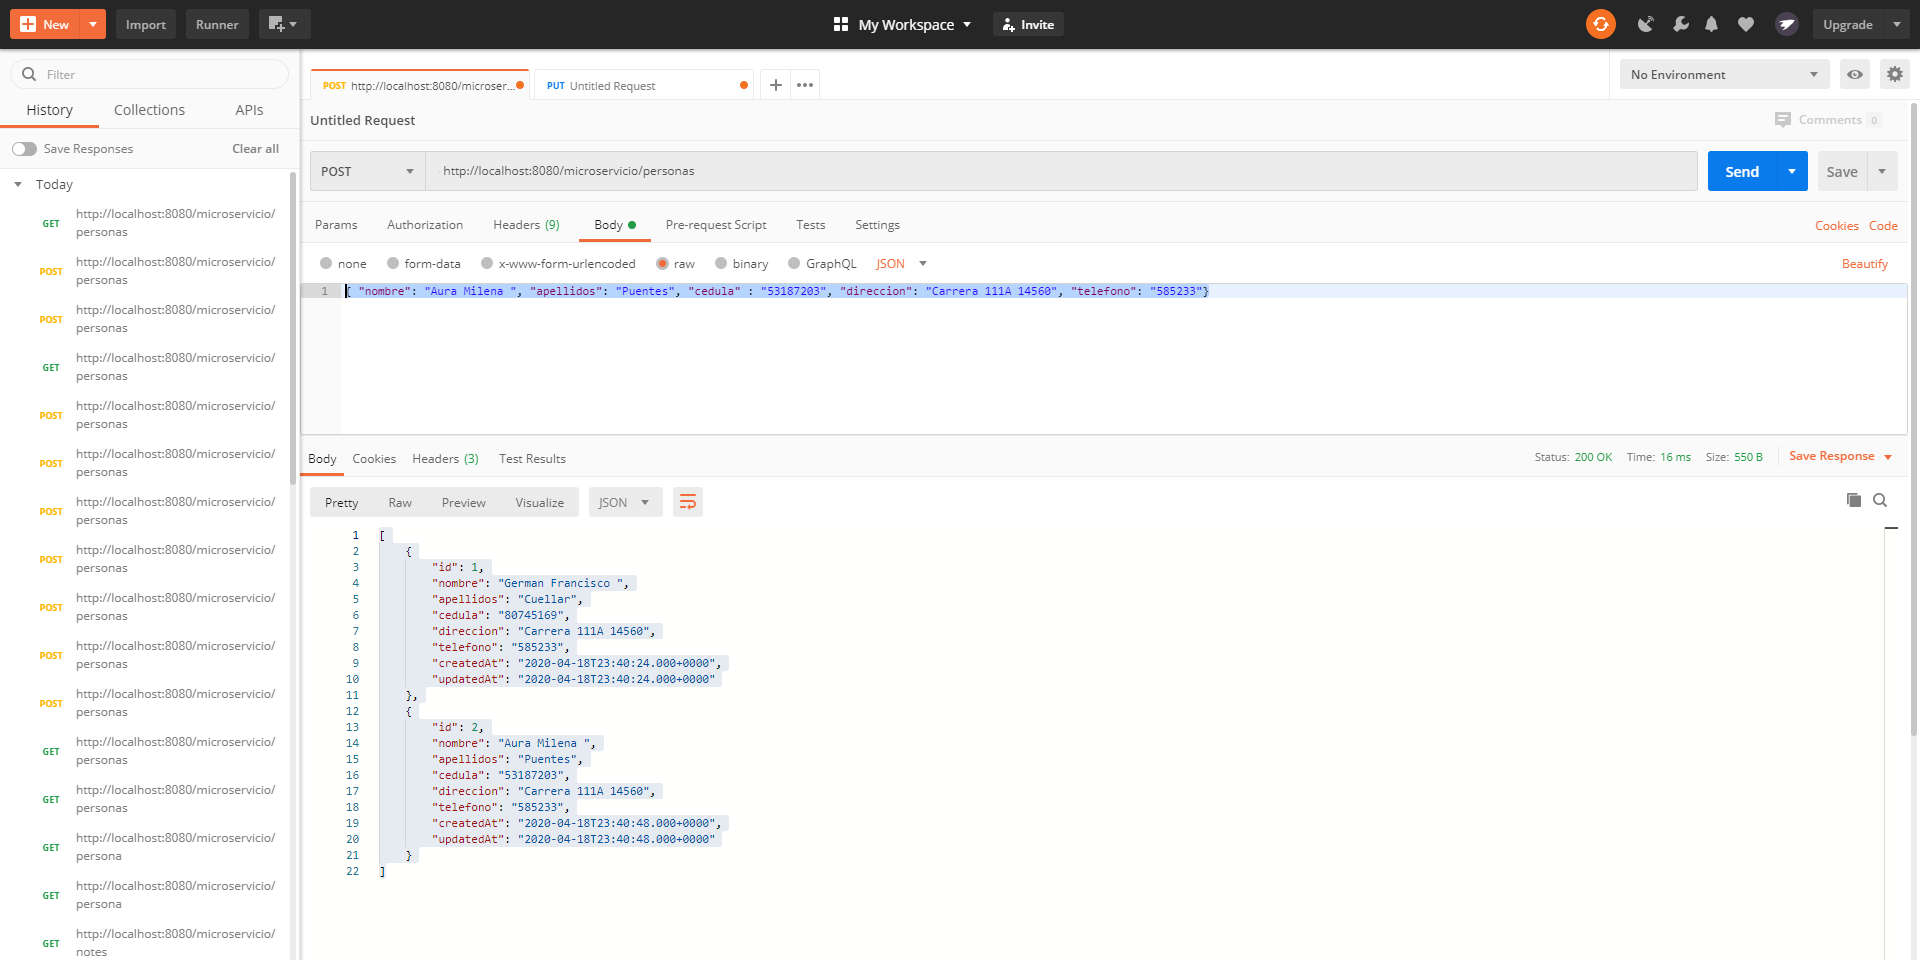 New Import Runner My Workspace Invite Upgrade
Filter
History Collections APIs
Save Responses Clear all
Today
GET http://localhost:8080/microservicio/
personas
POST http://localhost:8080/microservicio/
personas
POST http://localhost:8080/microservicio/
personas
GET http://localhost:8080/microservicio/
personas
POST http://localhost:8080/microservicio/
personas
POST http://localhost:8080/microservicio/
personas
POST http://localhost:8080/microservicio/
personas
POST http://localhost:8080/microservicio/
personas
POST http://localhost:8080/microservicio/
personas
POST http://localhost:8080/microservicio/
personas
POST http://localhost:8080/microservicio/
personas
GET http://localhost:8080/microservicio/
personas
GET http://localhost:8080/microservicio/
personas
GET http://localhost:8080/microservicio/
persona
GET http://localhost:8080/microservicio/
persona
GET http://localhost:8080/microservicio/
notes
POST http://localhost:8080/microser... PUT Untitled Request No Environment
Untitled Request Comments 0
POST http://localhost:8080/microservicio/personas Send Save
Params Authorization Headers (9) Body Pre-request Script Tests Settings Cookies Code
none form-data x-www-form-urlencoded raw binary GraphQL JSON Beautify
1 { "nombre": "Aura Milena ", "apellidos": "Puentes", "cedula" : "53187203", "direccion": "Carrera 111A 14560", "telefono": "585233"}
Body Cookies Headers (3) Test Results Status: 200 OK Time: 16 ms Size: 550 B Save Response
Pretty Raw Preview Visualize JSON
1 [
2 {
3 "id": 1,
4 "nombre": "German Francisco ",
5 "apellidos": "Cuellar",
6 "cedula": "80745169",
7 "direccion": "Carrera 111A 14560",
8 "telefono": "585233",
9 "createdAt": "2020-04-18T23:40:24.000+0000",
10 "updatedAt": "2020-04-18T23:40:24.000+0000"
11 },
12 {
13 "id": 2,
14 "nombre": "Aura Milena ",
15 "apellidos": "Puentes",
16 "cedula": "53187203",
17 "direccion": "Carrera 111A 14560",
18 "telefono": "585233",
19 "createdAt": "2020-04-18T23:40:48.000+0000",
20 "updatedAt": "2020-04-18T23:40:48.000+0000"
21 }
22 ]